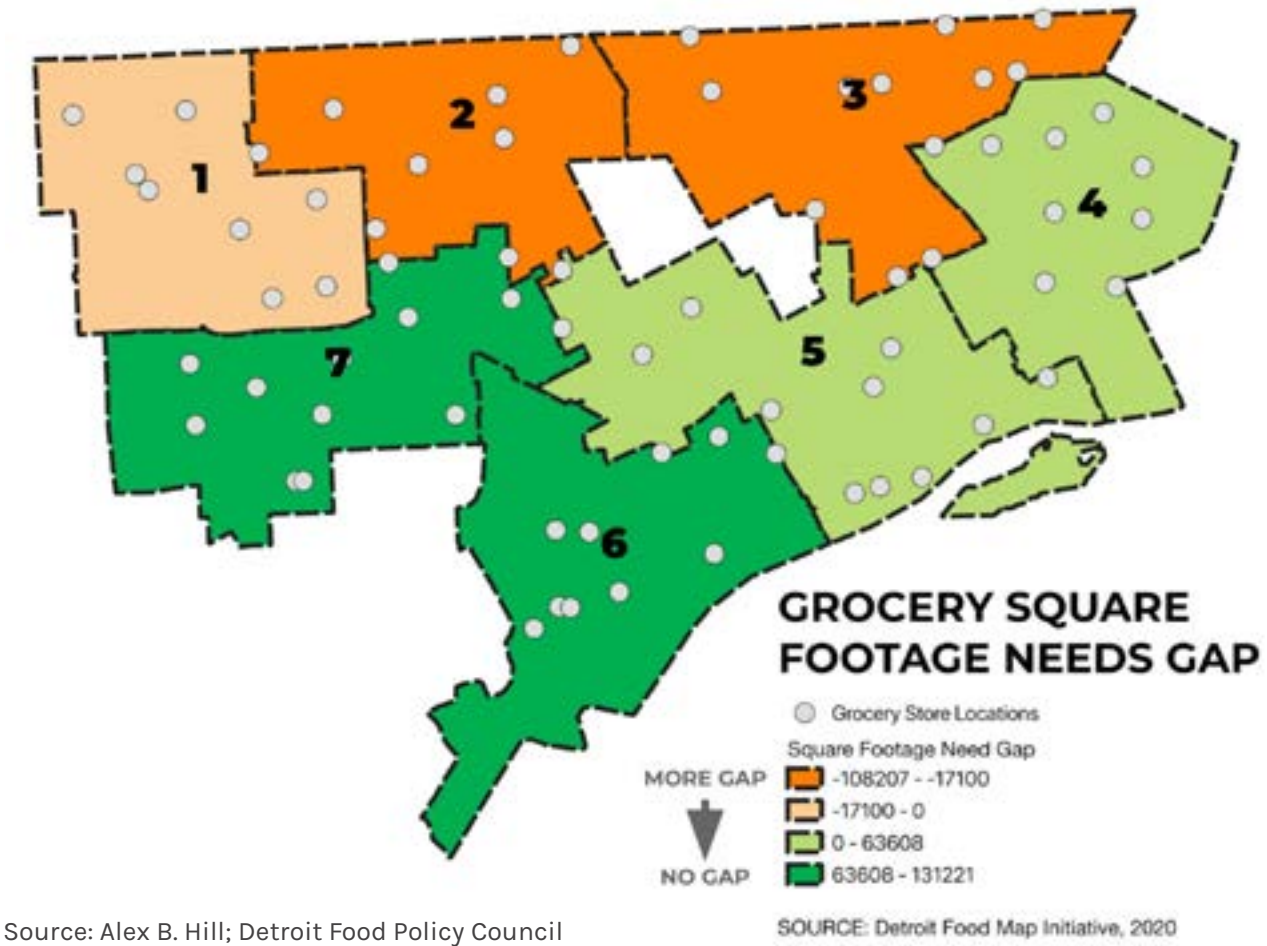 2
3
1
4
5
7
6
GROCERY SQUARE
FOOTAGE NEEDS GAP
Grocery Store Locations
Square Footage Need Gap
MORE GAP
-108207 - -17100
-17100 - 0
0 - 63608
NO GAP
63608 - 131221
Source: Alex B. Hill; Detroit Food Policy Council
SOURCE: Detroit Food Map Initiative, 2020